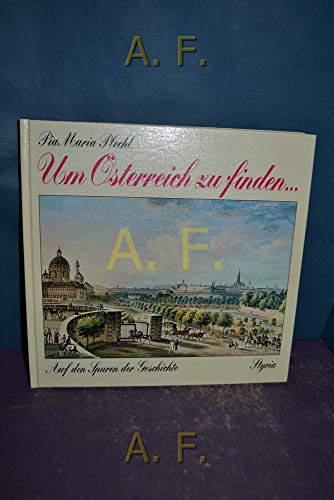 A. F.
Pia Maria Plechl
Um Österreich zu finden...
A. F.
Auf den Spuren der Geschichte
Styria
A. F.